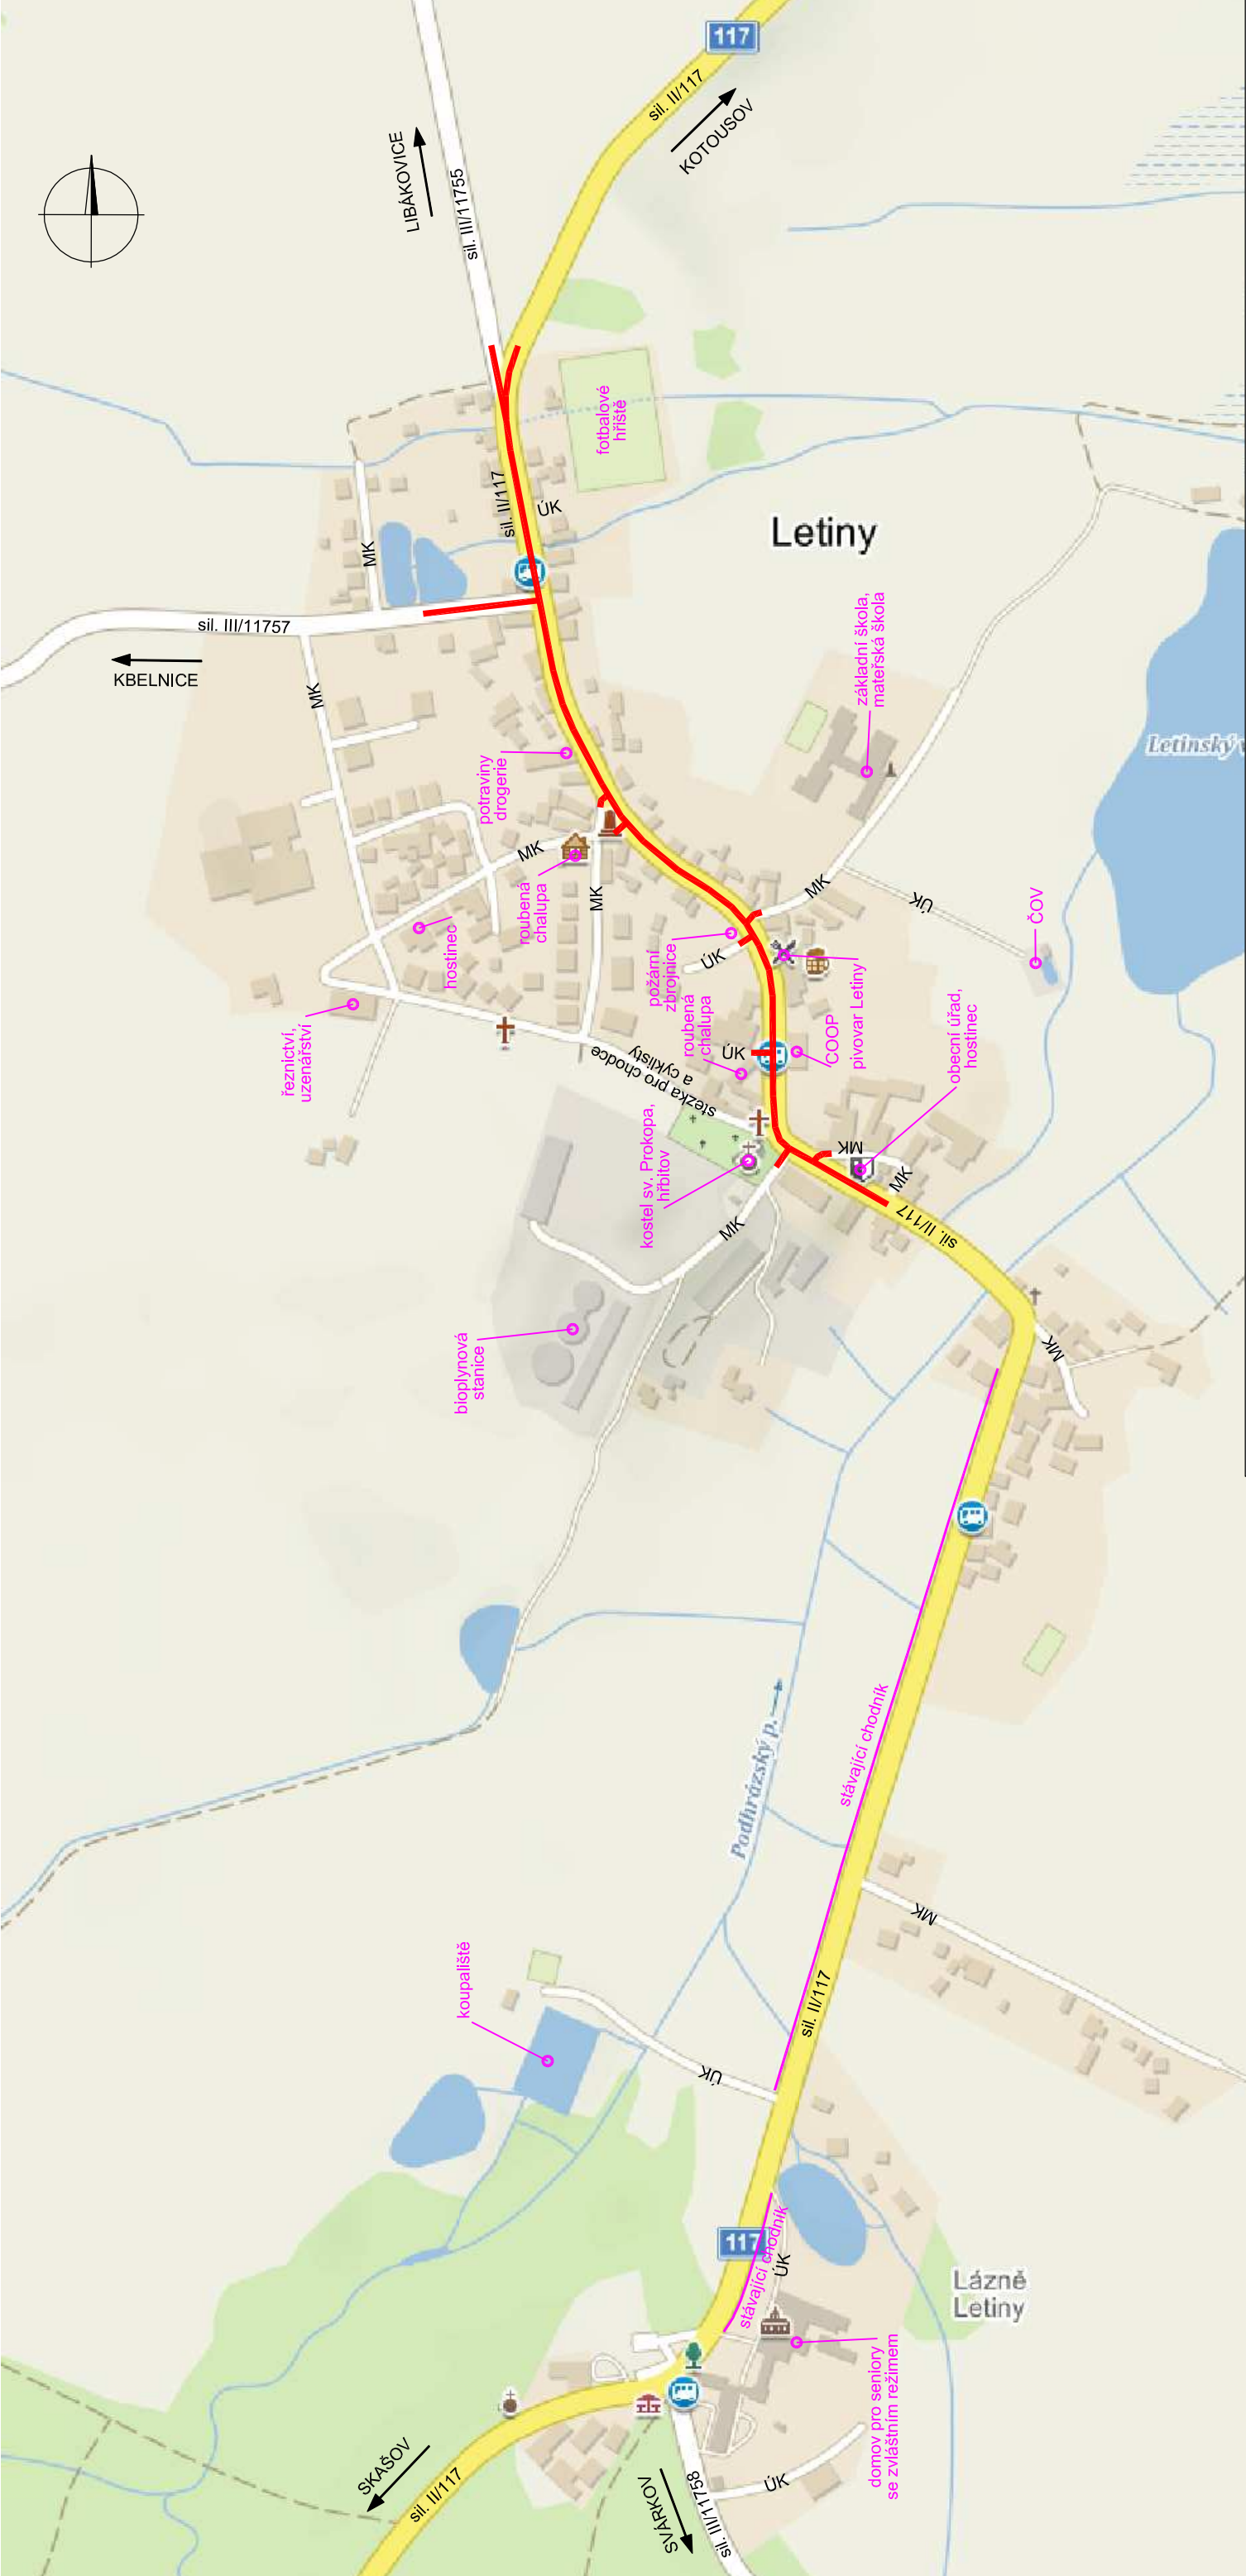 117
sil. II/117
KOTOUSOV
LIBÁKOVICE
sil. III/11755
fotbalové
hřiště
sil. II/117
ÚK
Letiny
MK
sil. III/11757
KBELNICE
MK
základní škola,
mateřská škola
Letinský
potraviny
drogerie
MK
roubená
chalupa
MK
MK
ÚK
ČOV
hostinec
požární
zbrojnice
ÚK
roubená
chalupa
řeznictví,
uzenářství
stezka pro chodce
a cyklisty
ÚK
COOP
pivovar Letiny
obecní úřad,
hostinec
kostel sv. Prokopa,
hřbitov
MK
MK
MK
sil. II/117
bioplynová
stanice
MK
stávající chodník
Podhrázský p.
MK
koupaliště
sil. II/117
ÚK
117
stávající chodník
ÚK
Lázně
Letiny
domov pro seniory
se zvláštním režimem
SKAŠOV
sil. II/117
SVÁRKOV
sil. III/11758
ÚK